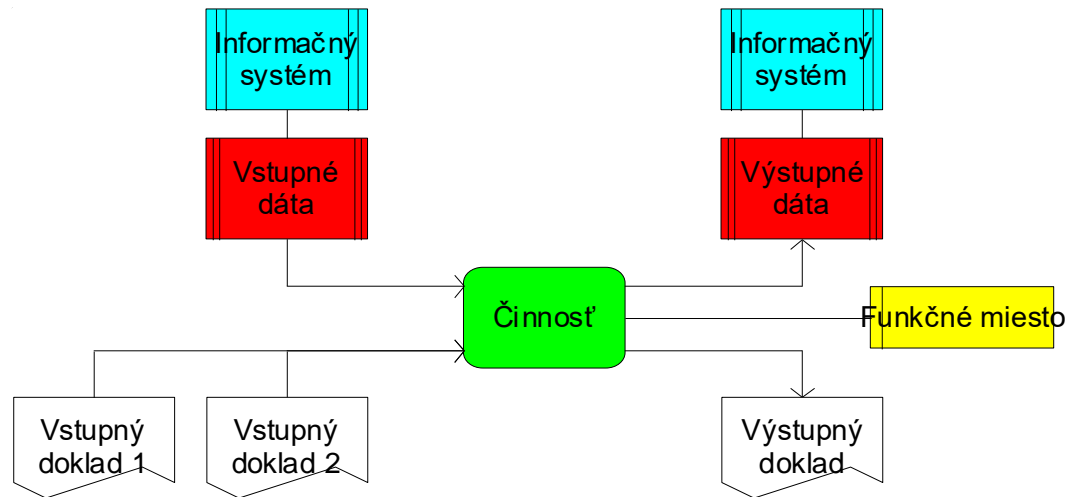 Informačný
systém
Informačný
systém
Vstupné
dáta
Výstupné
dáta
Činnosť
Funkčné miesto
Vstupný
doklad 1
Vstupný
doklad 2
Výstupný
doklad